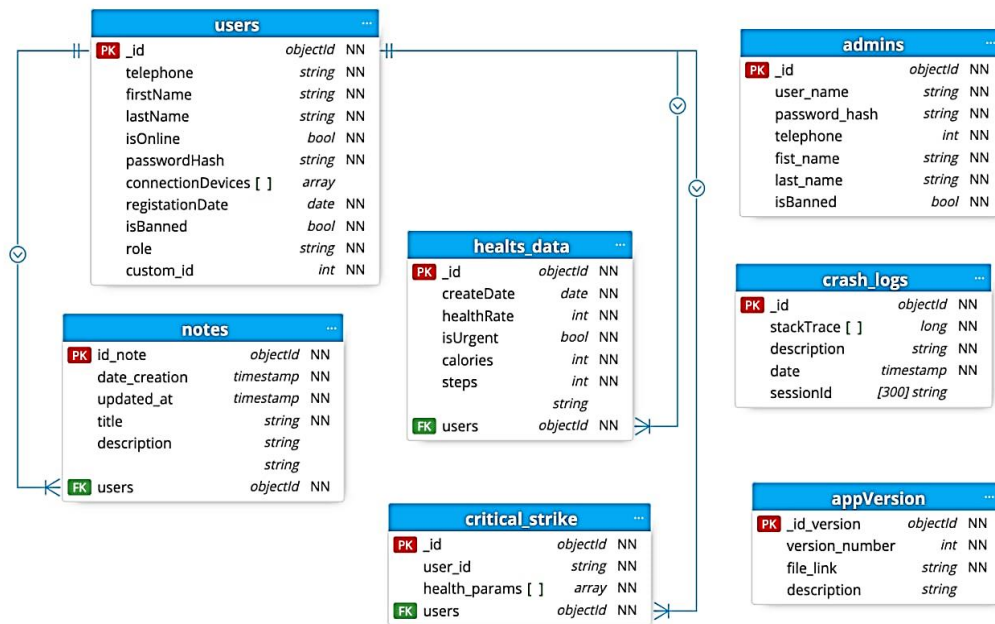 users ...
PK _id objectId NN
telephone string NN
firstName string NN
lastName string NN
isOnline bool NN
passwordHash string NN
connectionDevices [ ] array
registationDate date NN
isBanned bool NN
role string NN
custom_id int NN
notes ...
PK id_note objectId NN
date_creation timestamp NN
updated_at timestamp NN
title string NN
description string
string
FK users objectId NN
healts_data ...
PK _id objectId NN
createDate date NN
healthRate int NN
isUrgent bool NN
calories int NN
steps int NN
string
FK users objectId NN
critical_strike ...
PK _id objectId NN
user_id string NN
health_params [ ] array NN
FK users objectId NN
admins ...
PK _id objectId NN
user_name string NN
password_hash string NN
telephone int NN
fist_name string NN
last_name string NN
isBanned bool NN
crash_logs ...
PK _id objectId NN
stackTrace [ ] long NN
description string NN
date timestamp NN
sessionId [300] string
appVersion ...
PK _id_version objectId NN
version_number int NN
file_link string NN
description string